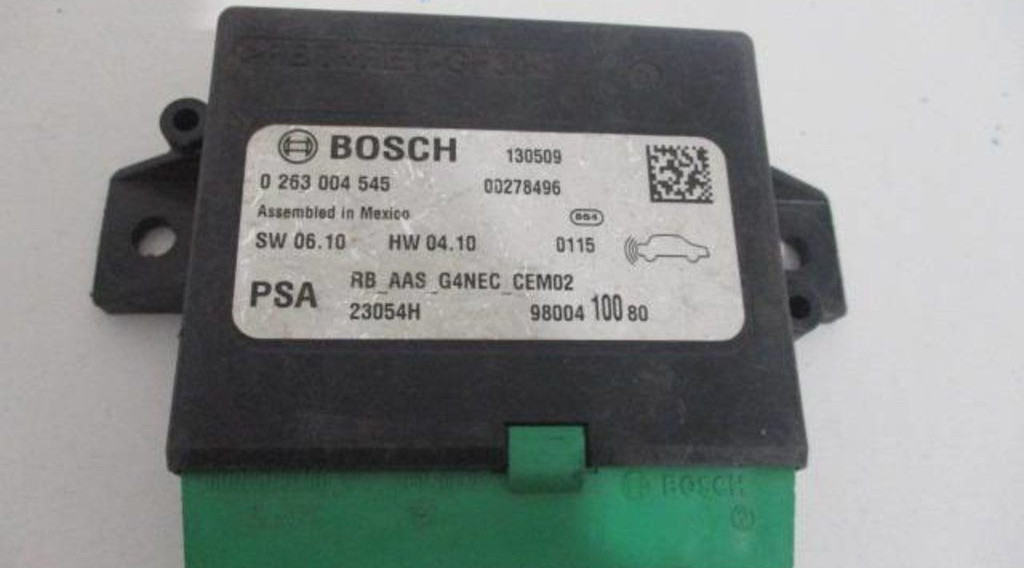 BOSCH 130509
0 263 004 545 00278496
Assembled in Mexico
SW 06.10 HW 04.10 0115
RB_AAS_G4NEC_CEM02
PSA
23054H 98004 100 80
BOSCH